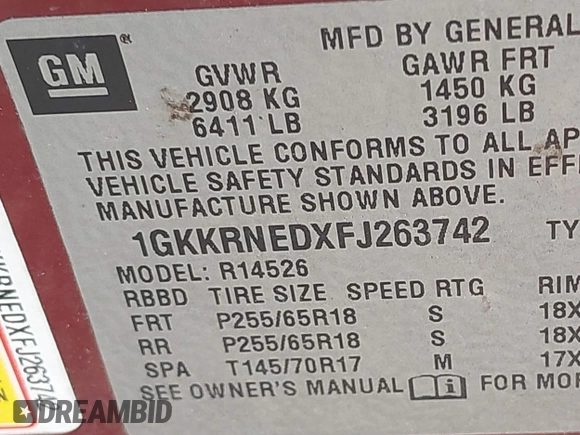 GM®
MFD BY GENERAL
GVWR
GAWR FRT
2908 KG
1450 KG
6411 LB
3196 LB
THIS VEHICLE CONFORMS TO ALL AP
VEHICLE SAFETY STANDARDS IN EFFE
MANUFACTURE SHOWN ABOVE.
1GKKRNEDXFJ263742
TY
MODEL: R14526
RBBD TIRE SIZE SPEED RTG RIM
FRT P255/65R18 S 18X
RR P255/65R18 S 18X
SPA T145/70R17 M 17X
SEE OWNER'S MANUAL i FOR MOR
DREAMBID